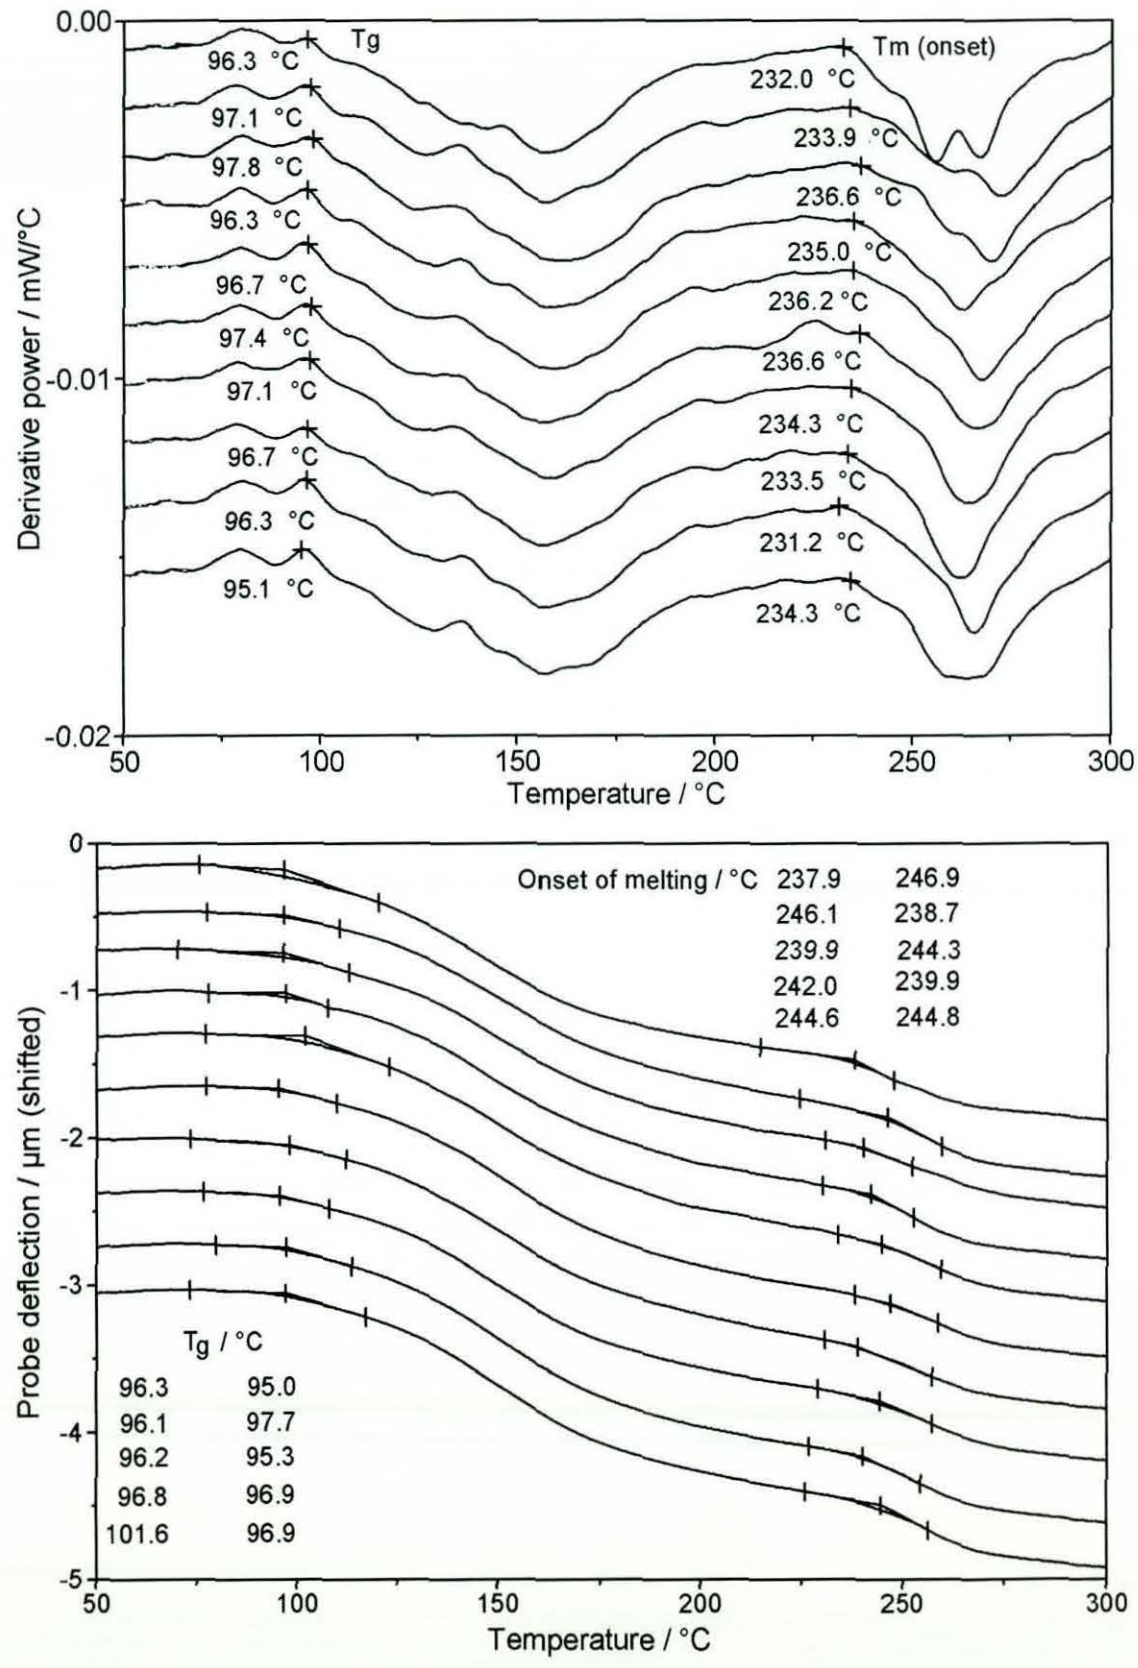 0.00
Tg
Tm (onset)
96.3 °C
232.0 °C
97.1 °C
233.9 °C
97.8 °C
236.6 °C
96.3 °C
235.0 °C
96.7 °C
236.2 °C
97.4 °C
236.6 °C
-0.01
97.1 °C
234.3 °C
96.7 °C
233.5 °C
96.3 °C
231.2 °C
95.1 °C
234.3 °C
-0.02
Derivative power / mW/°C
50 100 150 200 250 300
Temperature / °C
0
Onset of melting / °C 237.9 246.9
246.1 238.7
239.9 244.3
242.0 239.9
244.6 244.8
-1
-2
-3
Probe deflection / µm (shifted)
Tg / °C
96.3 95.0
96.1 97.7
96.2 95.3
96.8 96.9
101.6 96.9
-4
-5
50 100 150 200 250 300
Temperature / °C